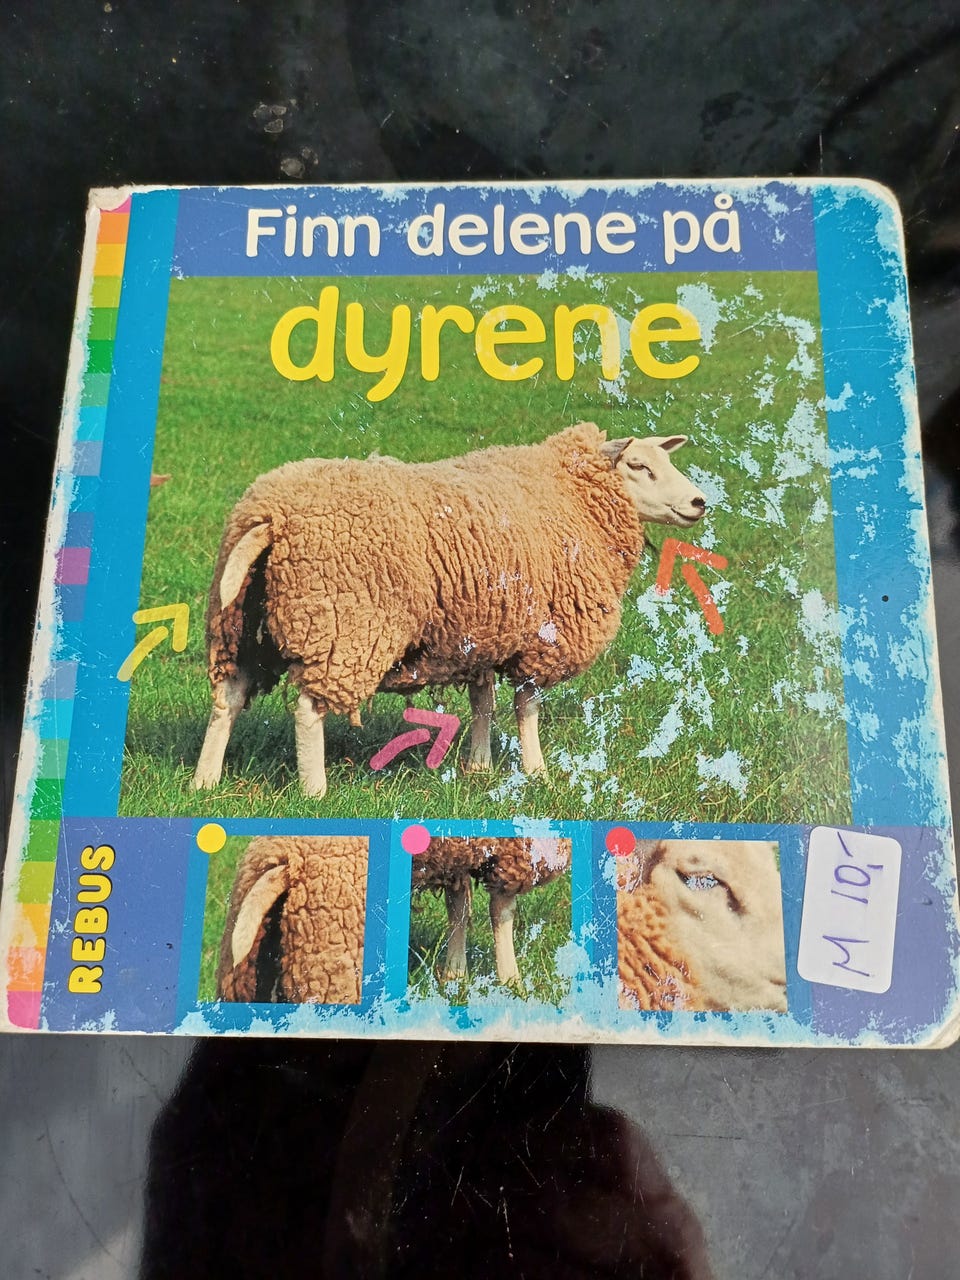 Finn delene på
dyrene
REBUS
M 10,-